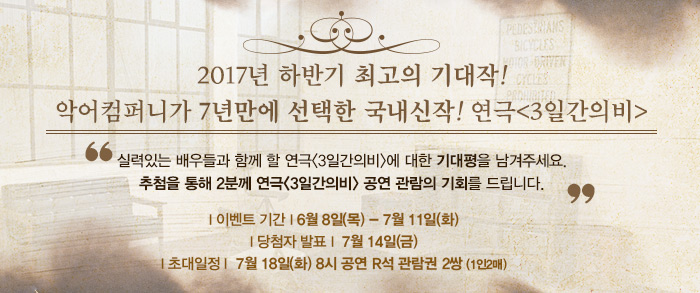 PEDESTRIANS
BICYCLES
MOTOR-DRIVEN
CYCLES
PROHIBITED
2017년 하반기 최고의 기대작!
악어컴퍼니가 7년만에 선택한 국내신작! 연극<3일간의비>
“ 실력있는 배우들과 함께 할 연극<3일간의비>에 대한 기대평을 남겨주세요.
추첨을 통해 2분께 연극<3일간의비> 공연 관람의 기회를 드립니다. ”
| 이벤트 기간 | 6월 8일(목) – 7월 11일(화)
| 당첨자 발표 | 7월 14일(금)
| 초대일정 | 7월 18일(화) 8시 공연 R석 관람권 2쌍 (1인2매)